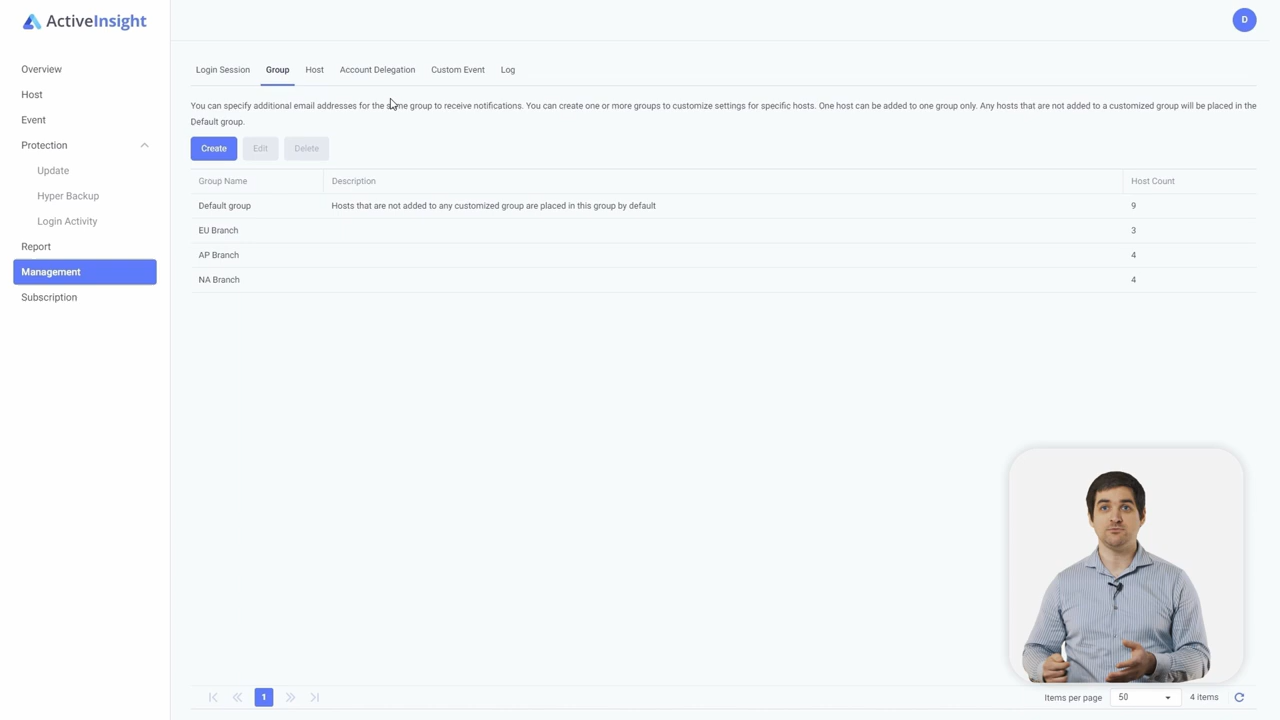 ActiveInsight
D
Overview
Host
Event
Protection
Update
Hyper Backup
Login Activity
Report
Management
Subscription
Login Session
Group
Host
Account Delegation
Custom Event
Log
You can specify additional email addresses for the same group to receive notifications. You can create one or more groups to customize settings for specific hosts. One host can be added to one group only. Any hosts that are not added to a customized group will be placed in the
Default group.
Create
Edit
Delete
Group Name
Description
Host Count
Default group
Hosts that are not added to any customized group are placed in this group by default
9
EU Branch
3
AP Branch
4
NA Branch
4
1
Items per page
50
4 items